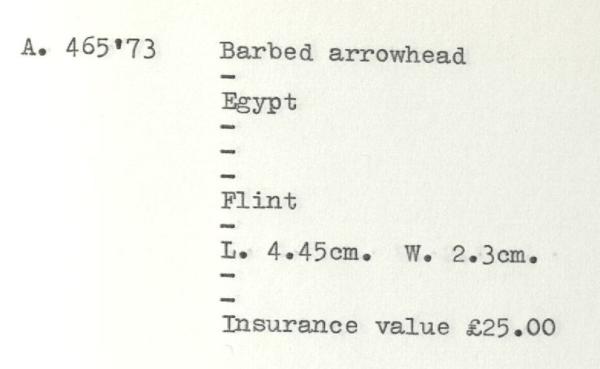 A. 465'73 Barbed arrowhead
–
Egypt
–
–
–
Flint
–
L. 4.45cm. W. 2.3cm.
–
–
Insurance value £25.00